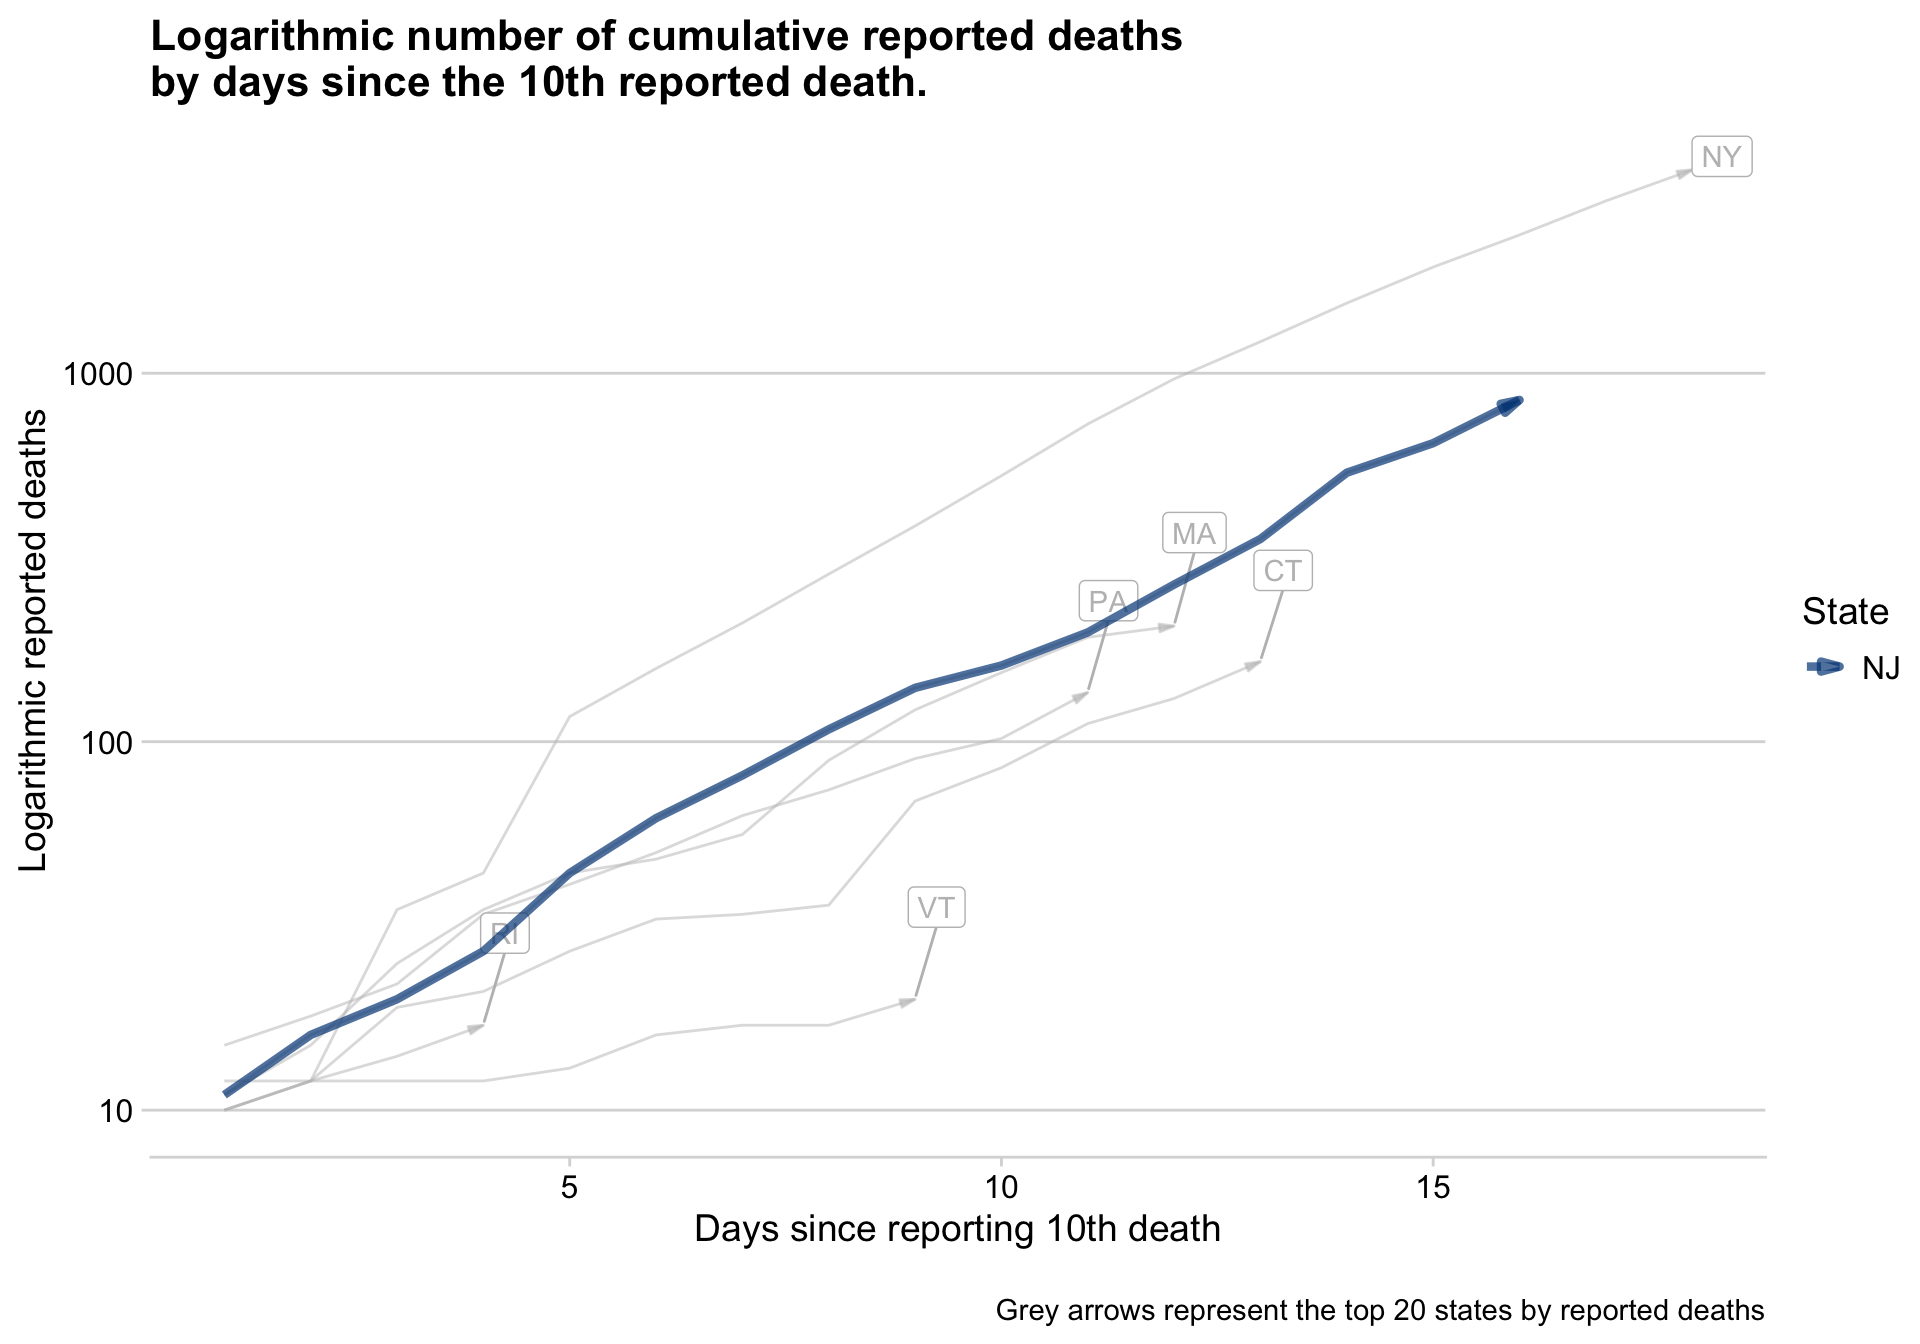 Logarithmic number of cumulative reported deaths
by days since the 10th reported death.
NY
1000
MA
CT
PA
State
NJ
100
VT
RI
10
5
10
15
Logarithmic reported deaths
Days since reporting 10th death
Grey arrows represent the top 20 states by reported deaths